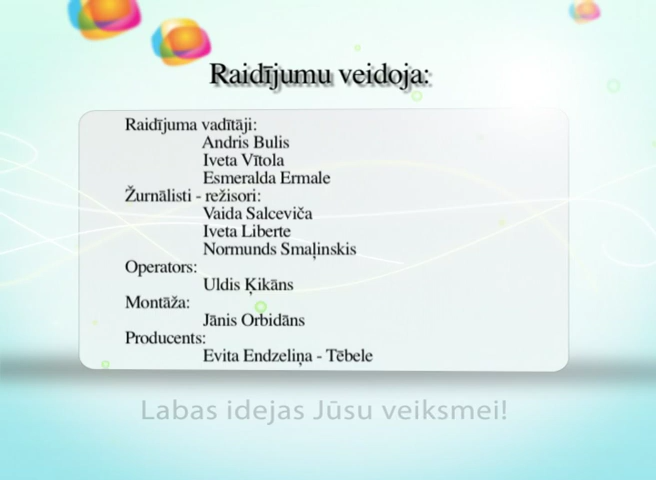 Raidījumu veidoja:
Raidījuma vadītāji:
Andris Bulis
Iveta Vītola
Esmeralda Ermale
Žurnālisti - režisori:
Vaida Salceviča
Iveta Liberte
Normunds Smaļinskis
Operators:
Uldis Ķikāns
Montāža:
Jānis Orbidāns
Producents:
Evita Endzeliņa - Tēbele
Labas idejas Jūsu veiksmei!